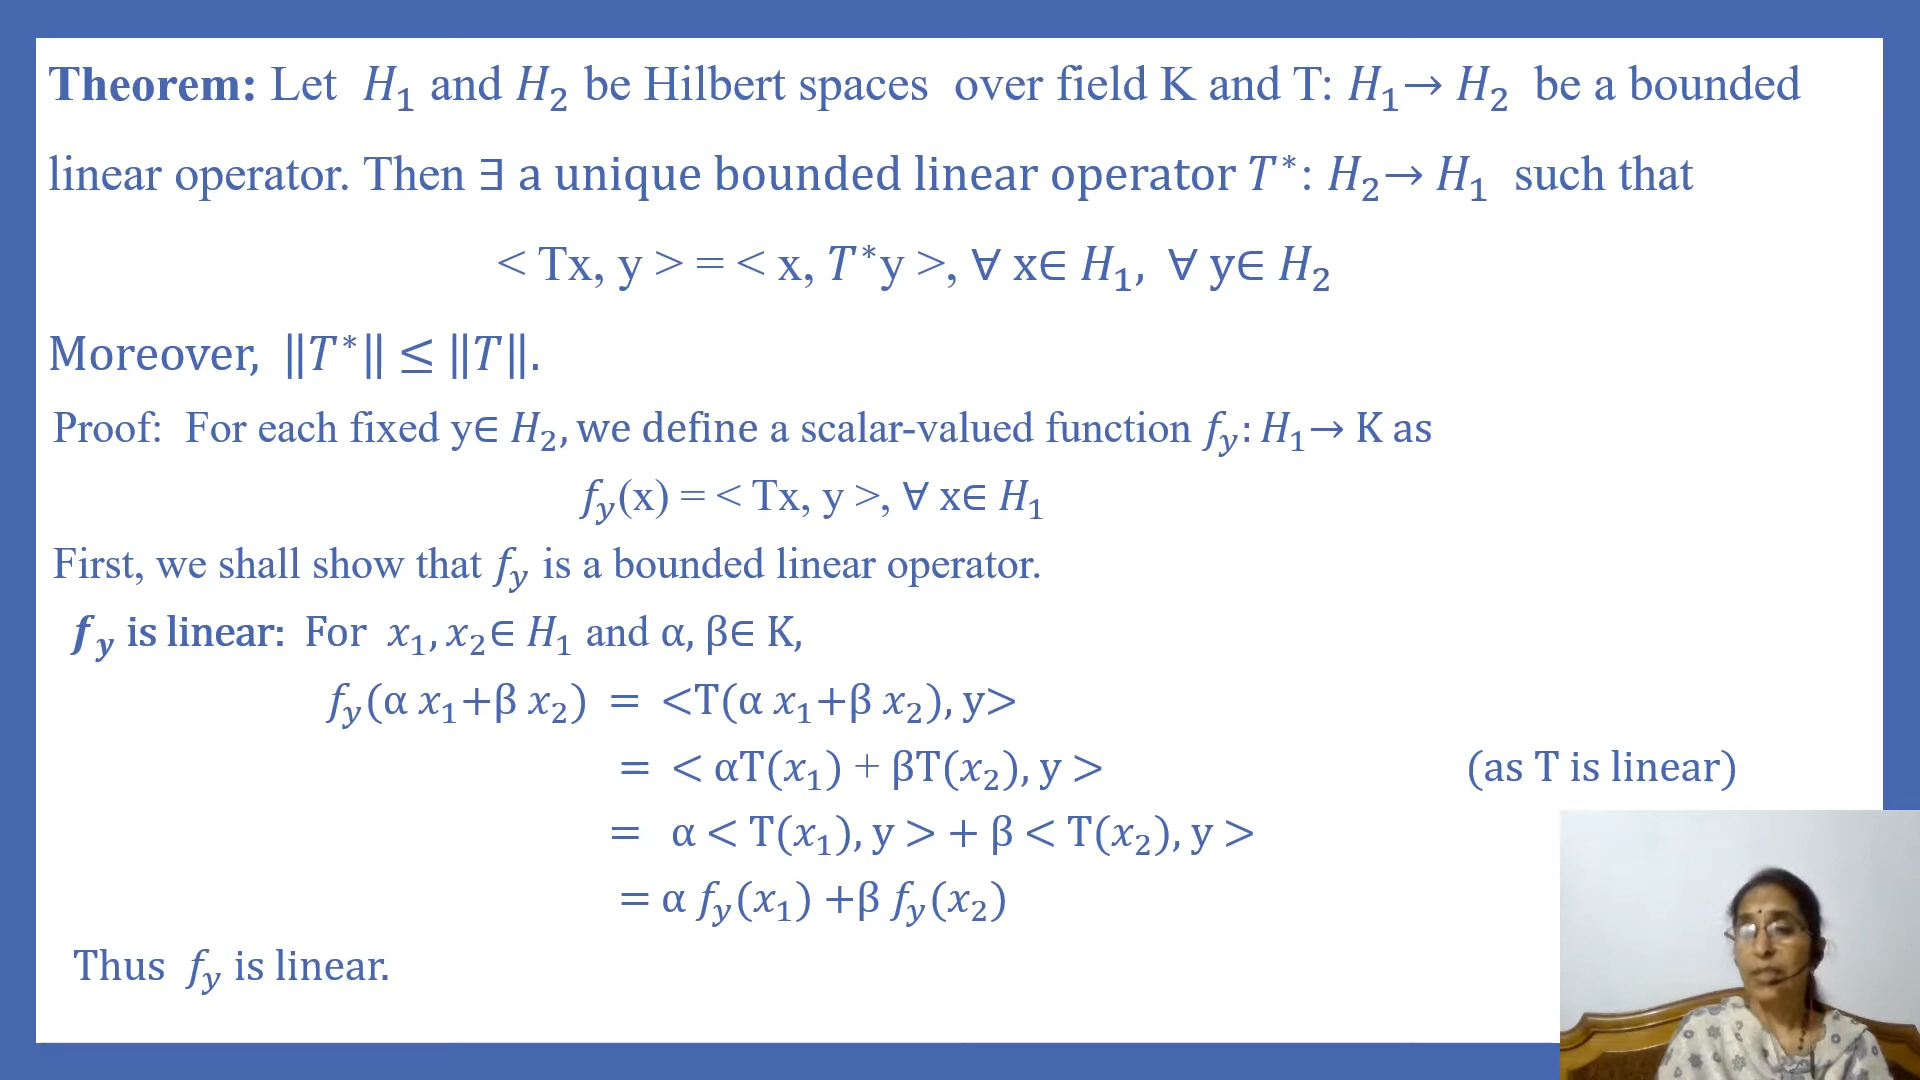 Theorem: Let H₁ and H₂ be Hilbert spaces over field K and T: H₁→ H₂ be a bounded
linear operator. Then ∃ a unique bounded linear operator T*: H₂→ H₁ such that
< Tx, y > = < x, T*y >, ∀ x∈ H₁, ∀ y∈ H₂
Moreover, ‖T*‖ ≤ ‖T‖.
Proof: For each fixed y∈ H₂, we define a scalar-valued function f_y: H₁→ K as
f_y(x) = < Tx, y >, ∀ x∈ H₁
First, we shall show that f_y is a bounded linear operator.
f_y is linear: For x₁, x₂∈ H₁ and α, β∈ K,
f_y(α x₁+β x₂) = <T(α x₁+β x₂), y>
= < αT(x₁) + βT(x₂), y > (as T is linear)
= α < T(x₁), y > + β < T(x₂), y >
= α f_y(x₁) +β f_y(x₂)
Thus f_y is linear.